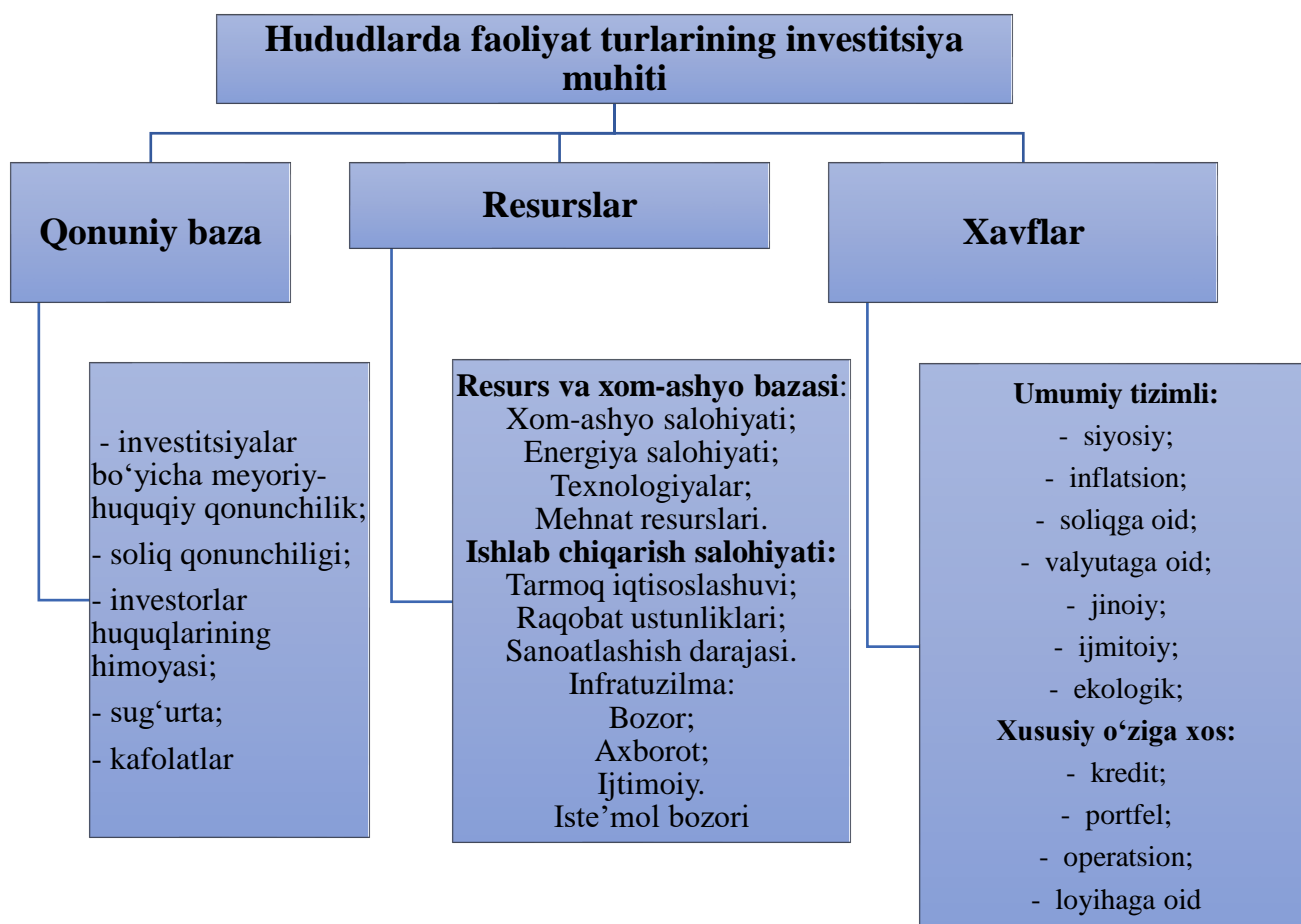 Hududlarda faoliyat turlarining investitsiya
muhiti
Qonuniy baza
Resurslar
Xavflar
- investitsiyalar
bo‘yicha meyoriy-
huquqiy qonunchilik;
- soliq qonunchiligi;
- investorlar
huquqlarining
himoyasi;
- sug‘urta;
- kafolatlar
Resurs va xom-ashyo bazasi:
Xom-ashyo salohiyati;
Energiya salohiyati;
Texnologiyalar;
Mehnat resurslari.
Ishlab chiqarish salohiyati:
Tarmoq iqtisoslashuvi;
Raqobat ustunliklari;
Sanoatlashish darajasi.
Infratuzilma:
Bozor;
Axborot;
Ijtimoiy.
Iste’mol bozori
Umumiy tizimli:
- siyosiy;
- inflatsion;
- soliqga oid;
- valyutaga oid;
- jinoiy;
- ijmitoiy;
- ekologik;
Xususiy o‘ziga xos:
- kredit;
- portfel;
- operatsion;
- loyihaga oid